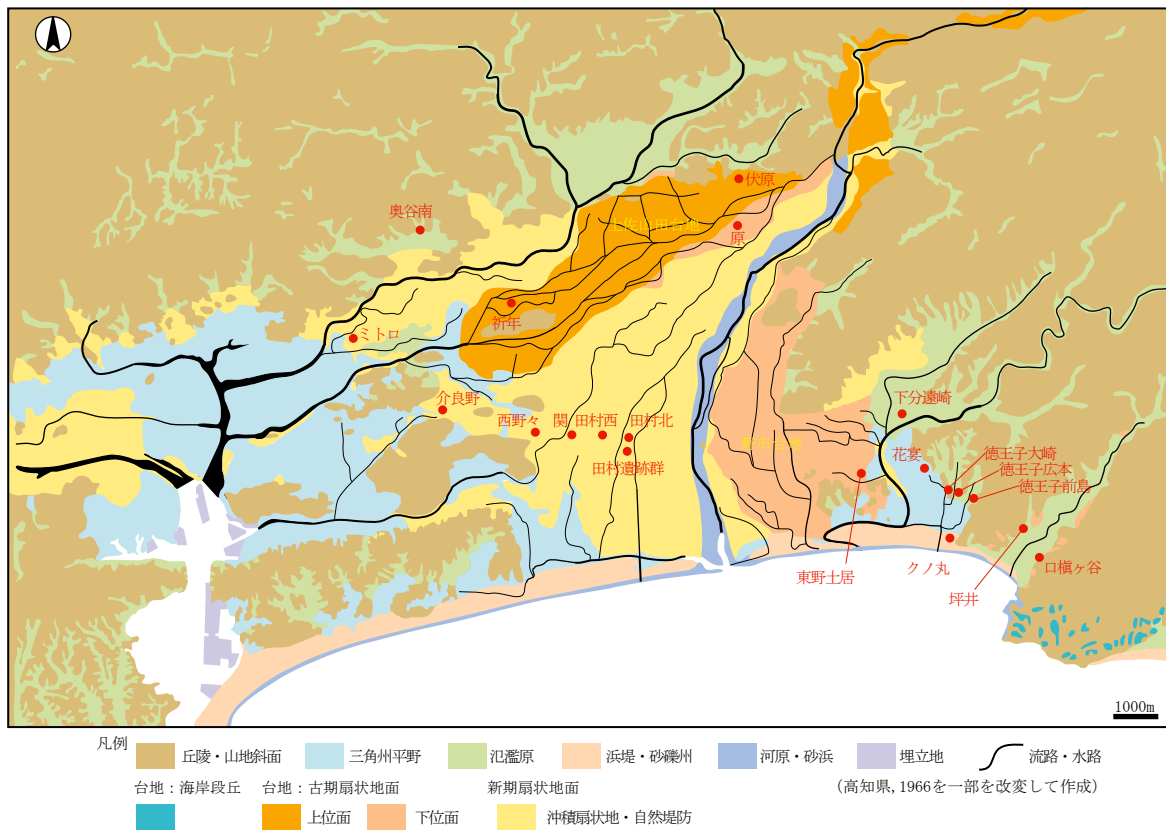 伏原
奥谷南
土佐山田台地
原
祈年
ミトロ
介良野
西野々
関
田村西
田村北
田村遺跡群
野市台地
下分遠崎
花宴
徳王子大崎
徳王子広本
徳王子前島
東野土居
クノ丸
坪井
口槇ヶ谷
1000m
凡例
丘陵・山地斜面
三角州平野
氾濫原
浜堤・砂礫州
河原・砂浜
埋立地
流路・水路
台地：海岸段丘
台地：古期扇状地面
新期扇状地面
(高知県, 1966を一部を改変して作成)
上位面
下位面
沖積扇状地・自然堤防